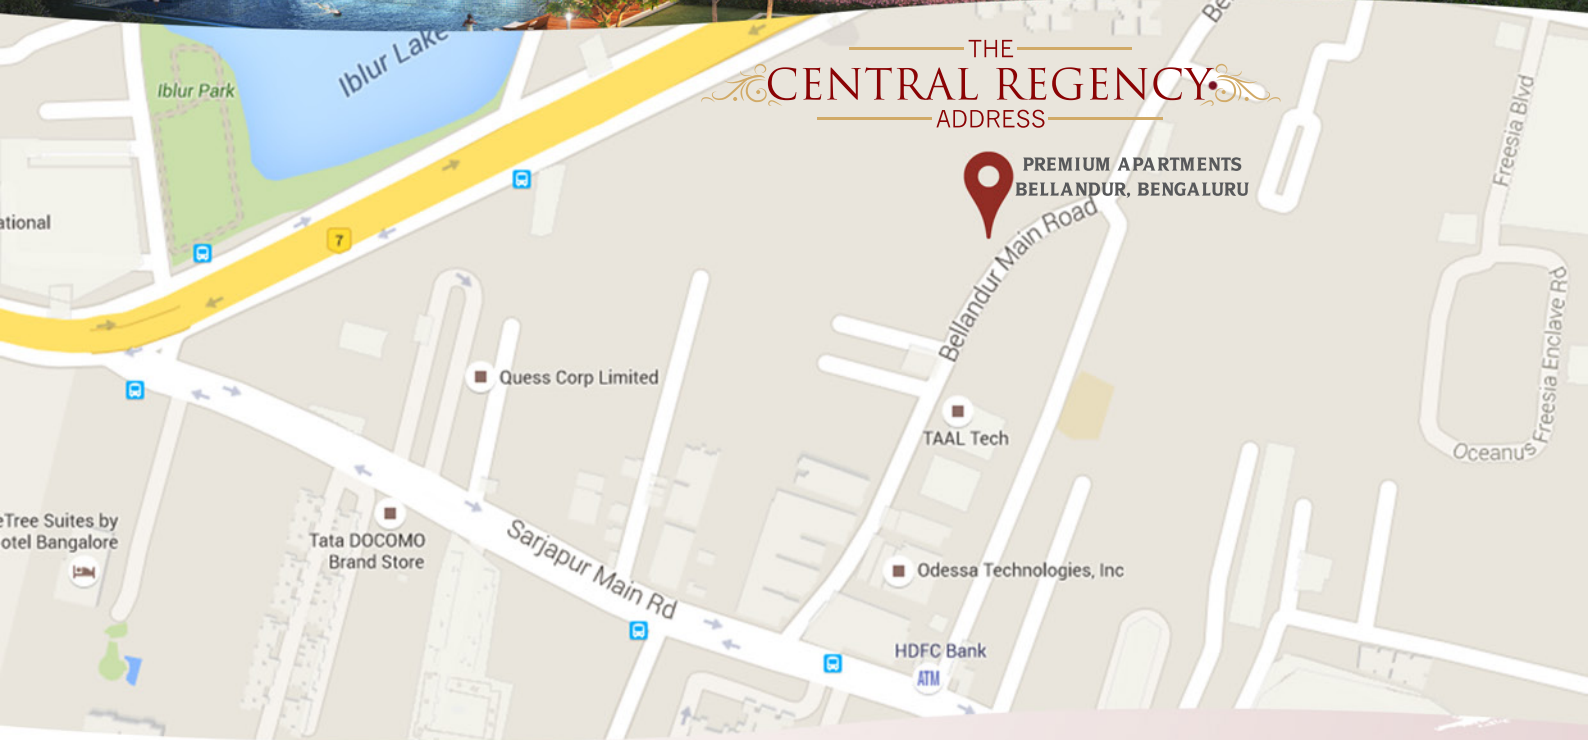 Be
Iblur Lake
THE
CENTRAL REGENCY
ADDRESS
Iblur Park
Freesia Blvd
PREMIUM APARTMENTS
BELLANDUR, BENGALURU
ational
7
Bellandur Main Road
Quess Corp Limited
TAAL Tech
Oceanus Freesia Enclave Rd
eTree Suites by
otel Bangalore
Tata DOCOMO
Brand Store
Sarjapur Main Rd
Odessa Technologies, Inc
HDFC Bank
ATM